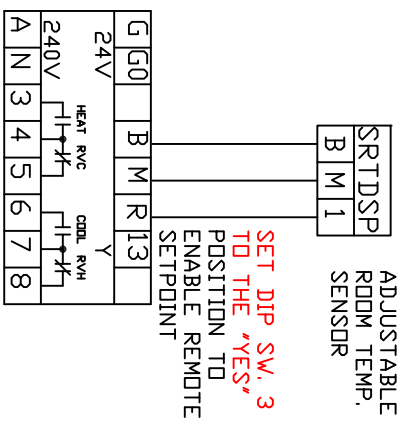 ADJUSTABLE
ROOM TEMP.
SENSOR
SRTDSP
B M 1
SET DIP SW. 3
TO THE "YES"
POSITION TO
ENABLE REMOTE
SETPOINT
G G0 B M R 13
24V Y
HEAT RVC COOL RVH
240V
A N 3 4 5 6 7 8